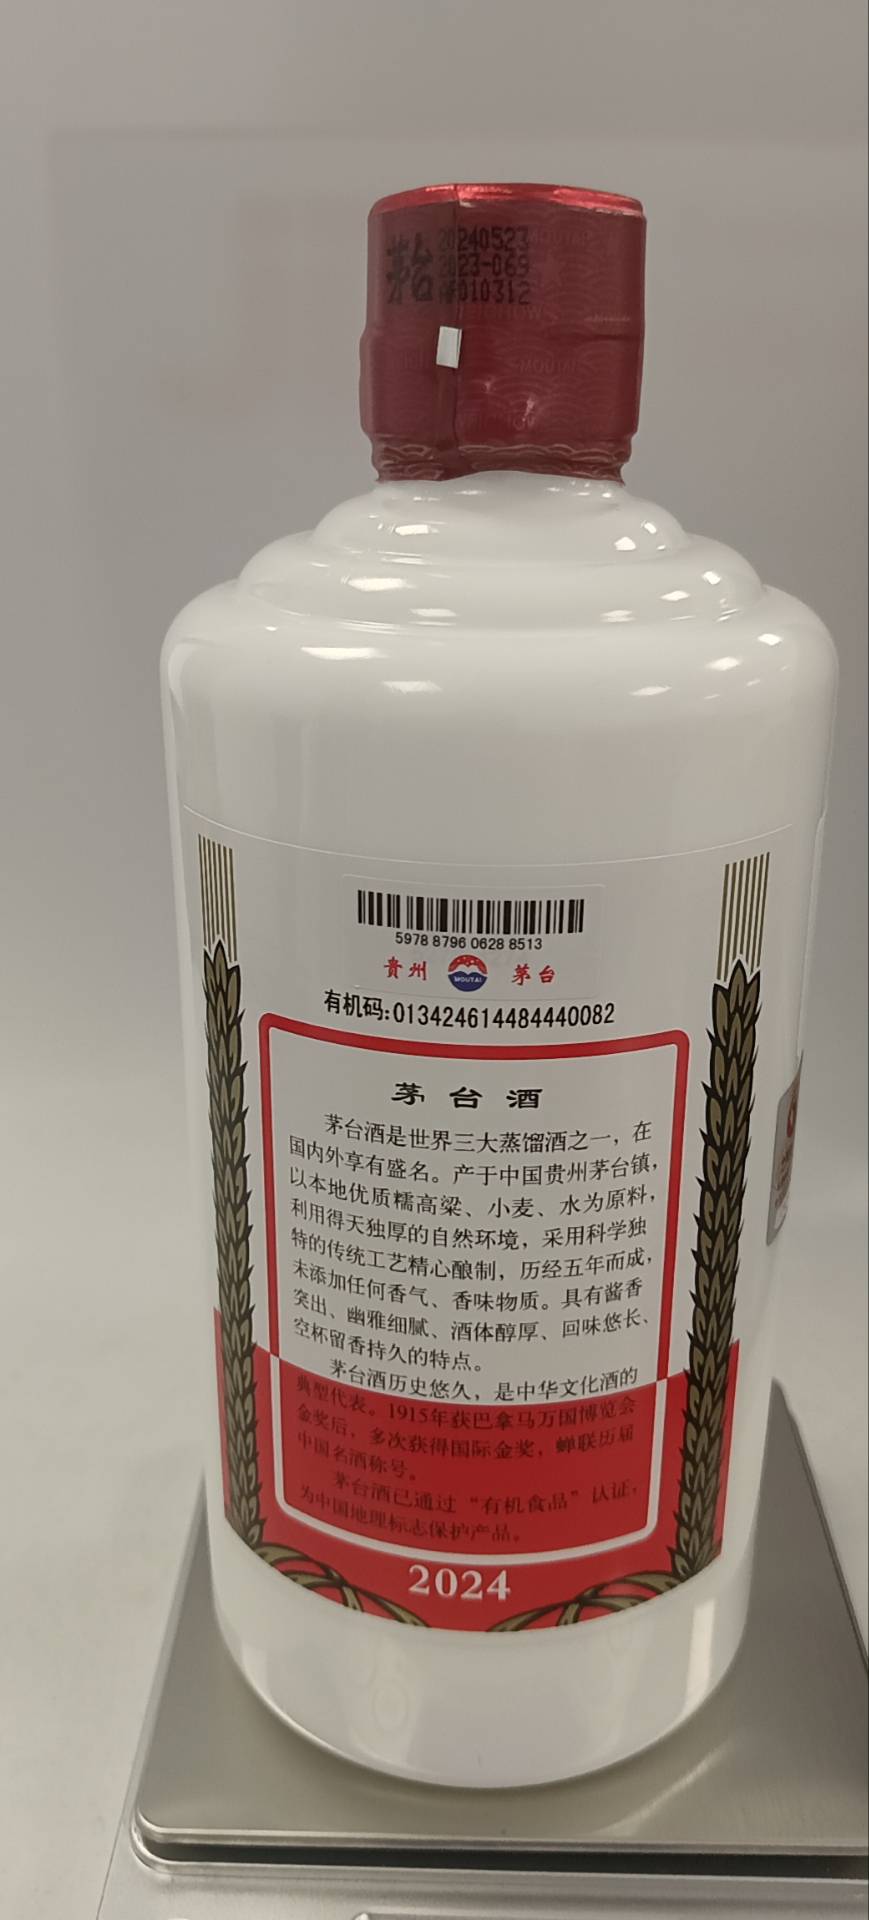 茅台
20240523
2023-069
010312
5978 8796 0628 8513
贵州 MOUTAI 茅台
有机码:013424614484440082
茅台酒
茅台酒是世界三大蒸馏酒之一，在
国内外享有盛名。产于中国贵州茅台镇，
以本地优质糯高粱、小麦、水为原料，
利用得天独厚的自然环境，采用科学独
特的传统工艺精心酿制，历经五年而成，
未添加任何香气、香味物质。具有酱香
突出、幽雅细腻、酒体醇厚、回味悠长、
空杯留香持久的特点。
茅台酒历史悠久，是中华文化酒的
典型代表。1915年获巴拿马万国博览会
金奖后，多次获得国际金奖，蝉联历届
中国名酒称号。
茅台酒已通过“有机食品”认证，
为中国地理标志保护产品。
2024